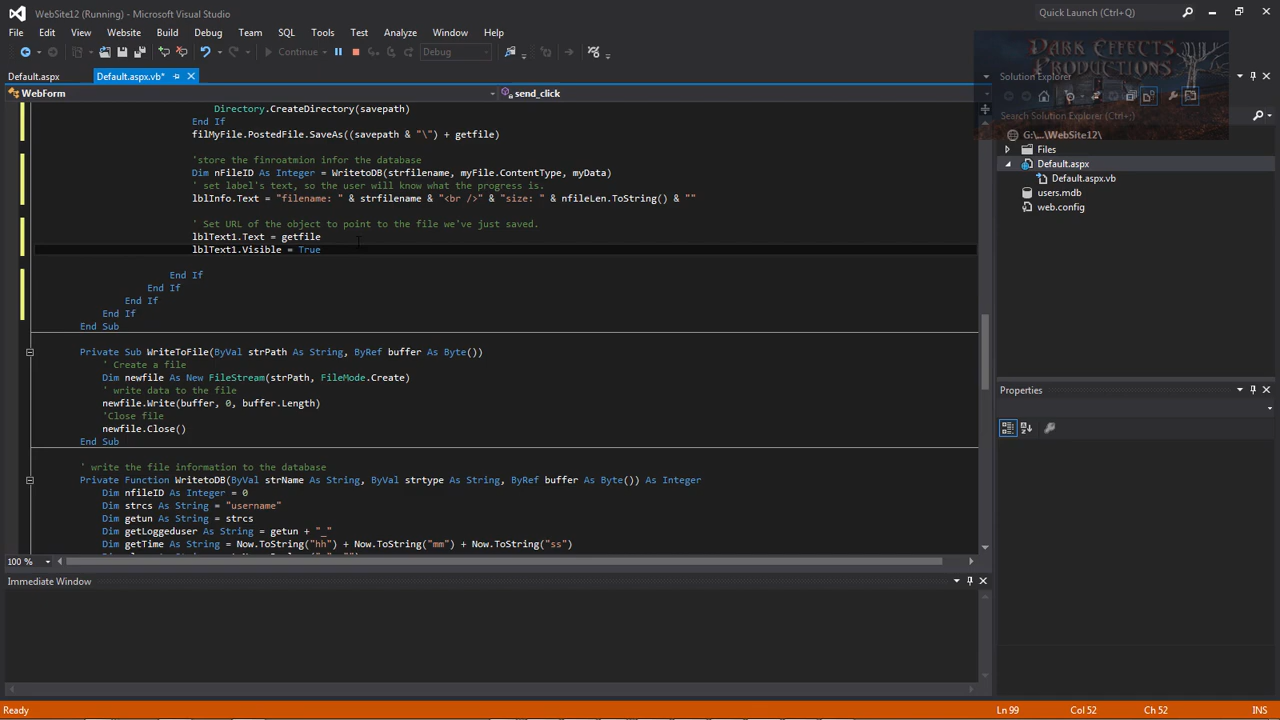 WebSite12 (Running) - Microsoft Visual Studio
Quick Launch (Ctrl+Q)
File Edit View Website Build Debug Team SQL Tools Test Analyze Window Help
Continue Debug
DARK EFFECTS
PRODUCTIONS
Default.aspx Default.aspx.vb*
WebForm send_click
Directory.CreateDirectory(savepath)
End If
filMyFile.PostedFile.SaveAs((savepath & "\") + getfile)
'store the finroatmion infor the database
Dim nFileID As Integer = WritetoDB(strfilename, myFile.ContentType, myData)
' set label's text, so the user will know what the progress is.
lblInfo.Text = "filename: " & strfilename & "<br />" & "size: " & nfileLen.ToString() & ""
' Set URL of the object to point to the file we've just saved.
lblText1.Text = getfile
lblText1.Visible = True
End If
End If
End If
End If
End Sub
Private Sub WriteToFile(ByVal strPath As String, ByRef buffer As Byte())
' Create a file
Dim newfile As New FileStream(strPath, FileMode.Create)
' write data to the file
newfile.Write(buffer, 0, buffer.Length)
'Close file
newfile.Close()
End Sub
' write the file information to the database
Private Function WritetoDB(ByVal strName As String, ByVal strtype As String, ByRef buffer As Byte()) As Integer
Dim nfileID As Integer = 0
Dim strcs As String = "username"
Dim getun As String = strcs
Dim getLoggeduser As String = getun + "_"
Dim getTime As String = Now.ToString("hh") + Now.ToString("mm") + Now.ToString("ss")
100 %
Immediate Window
Solution Explorer
Search Solution Explorer (Ctrl+;)
G:\...\WebSite12\
Files
Default.aspx
Default.aspx.vb
users.mdb
web.config
Properties
Ready Ln 99 Col 52 Ch 52 INS